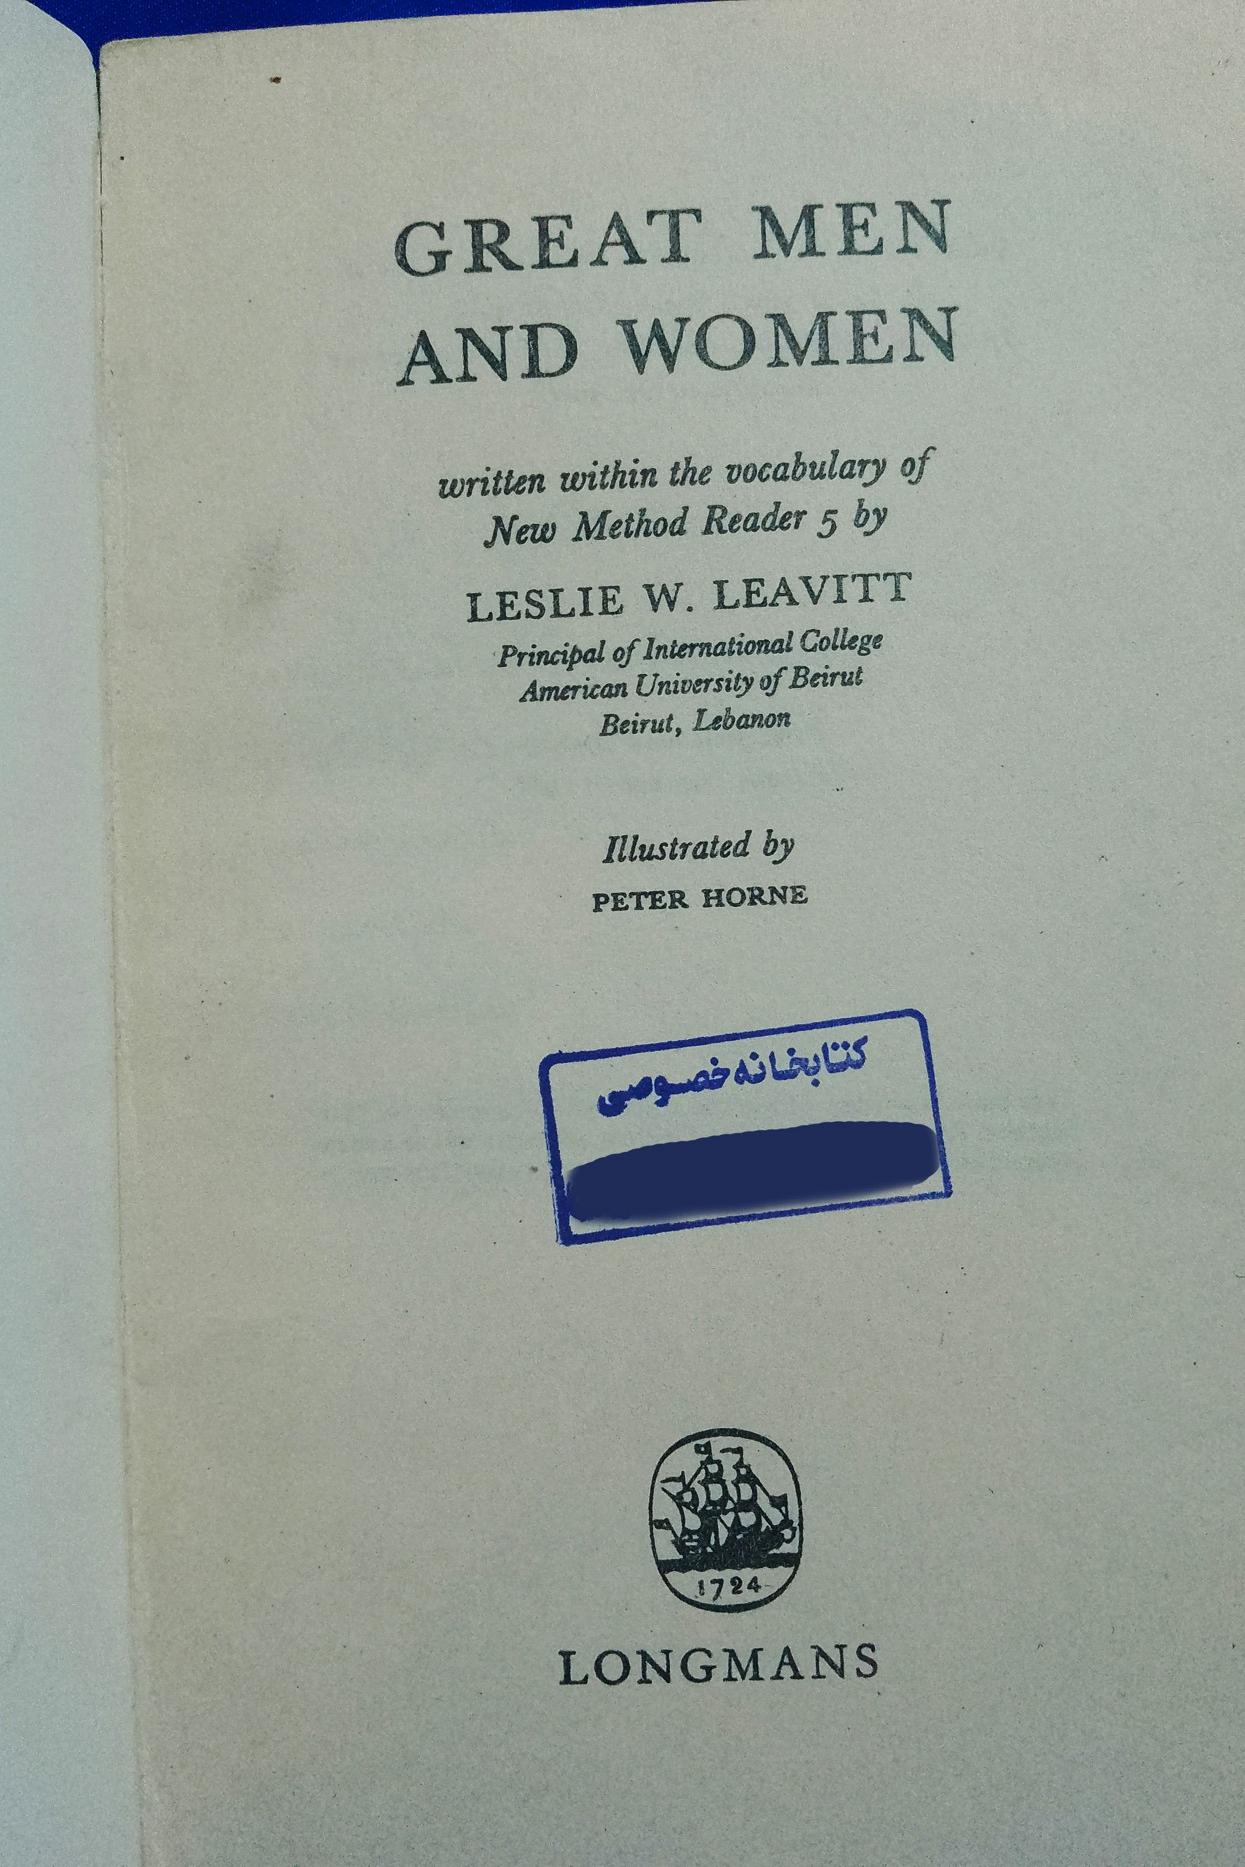 GREAT MEN
AND WOMEN
written within the vocabulary of
New Method Reader 5 by
LESLIE W. LEAVITT
Principal of International College
American University of Beirut
Beirut, Lebanon
Illustrated by
PETER HORNE
کتابخانه خصوصی
1724
LONGMANS